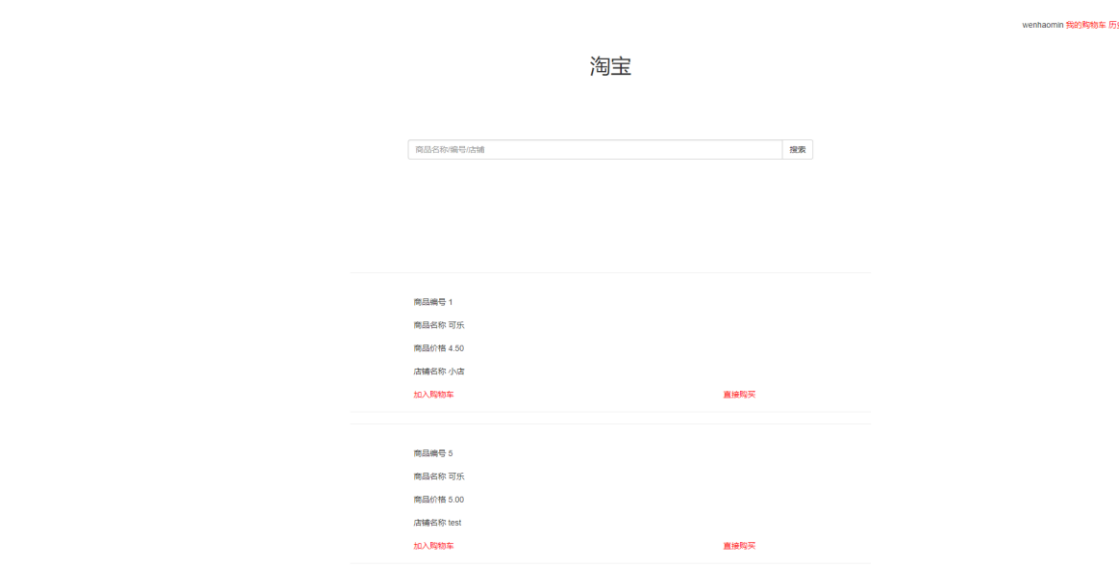 wenhaomin 我的购物车 历
淘宝
商品名称/编号/店铺 搜索
商品编号 1
商品名称 可乐
商品价格 4.50
店铺名称 小店
加入购物车 直接购买
商品编号 5
商品名称 可乐
商品价格 5.00
店铺名称 test
加入购物车 直接购买